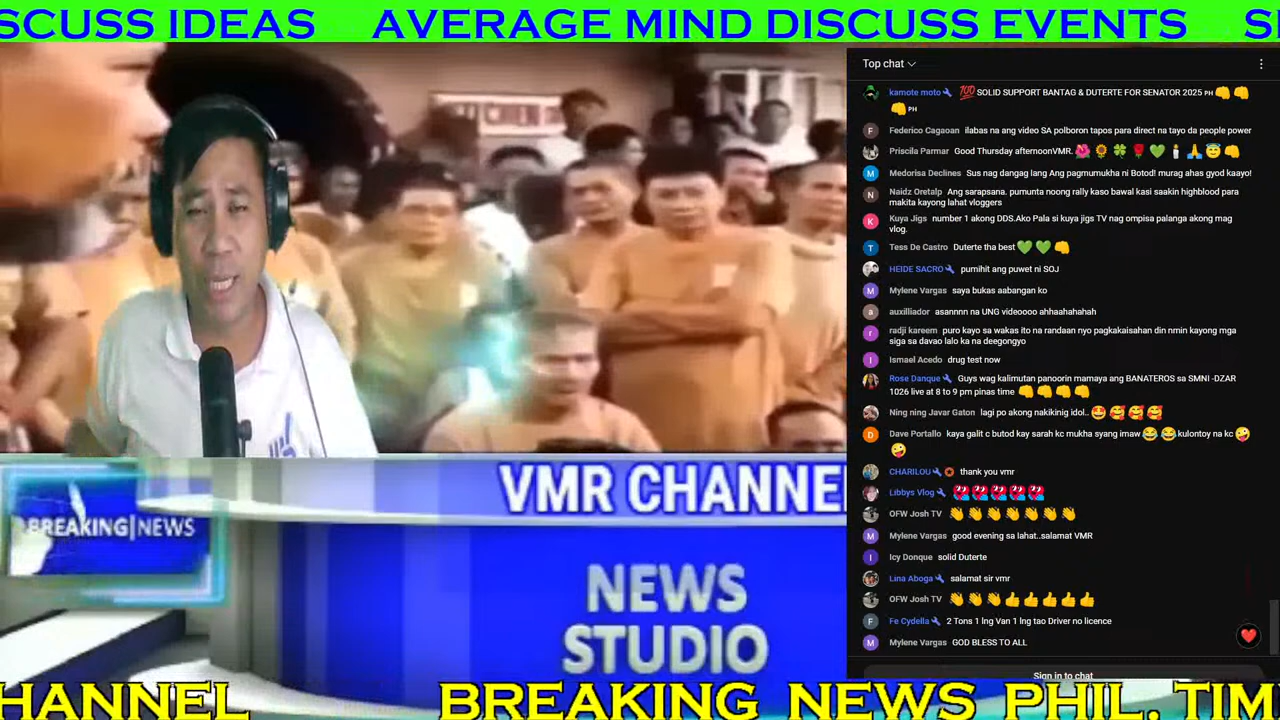 SCUSS IDEAS AVERAGE MIND DISCUSS EVENTS S
Top chat
kamote moto 💯 SOLID SUPPORT BANTAG & DUTERTE FOR SENATOR 2025 PH 👊 👊
👊 PH
Federico Cagaoan ilabas na ang video SA polboron tapos para direct na tayo da people power
Priscila Parmar Good Thursday afternoonVMR. 🌺 🌻 🍀 🌹 💚 🕯 🙏 😇 👊
Medorisa Declines Sus nag dangag lang Ang pagmumukha ni Botod! murag ahas gyod kaayo!
Naidz Oretalp Ang sarapsana. pumunta noong rally kaso bawal kasi saakin highblood para
makita kayong lahat vloggers
Kuya Jigs number 1 akong DDS.Ako Pala si kuya jigs TV nag ompisa palanga akong mag
vlog.
Tess De Castro Duterte tha best 💚 💚 👊
HEIDE SACRO pumihit ang puwet ni SOJ
Mylene Vargas saya bukas aabangan ko
auxilliador asannnn na UNG videoooo ahhaahahahah
radji kareem puro kayo sa wakas ito na randaan nyo pagkakaisahan din nmin kayong mga
siga sa davao lalo ka na deegongyo
Ismael Acedo drug test now
Rose Danque Guys wag kalimutan panoorin mamaya ang BANATEROS sa SMNI -DZAR
1026 live at 8 to 9 pm pinas time 👊 👊 👊 👊
Ning ning Javar Gaton lagi po akong nakikinig idol.. 🤩 🥰 🥰 🥰
Dave Portallo kaya galit c butod kay sarah kc mukha syang imaw 😂 😂 kulontoy na kc 🤪
🤪
CHARILOU thank you vmr
Libbys Vlog 💞 💞 💞 💞 💞
OFW Josh TV 👏 👏 👏 👏 👏 👏 👏
Mylene Vargas good evening sa lahat..salamat VMR
Icy Donque solid Duterte
Lina Aboga salamat sir vmr
OFW Josh TV 👏 👏 👏 👍 👍 👍 👍 👍
Fe Cydella 2 Tons 1 lng Van 1 lng tao Driver no licence
Mylene Vargas GOD BLESS TO ALL
Sign in to chat
VMR CHANNE
BREAKING|NEWS
NEWS
STUDIO
HANNEL BREAKING NEWS PHIL. TIM